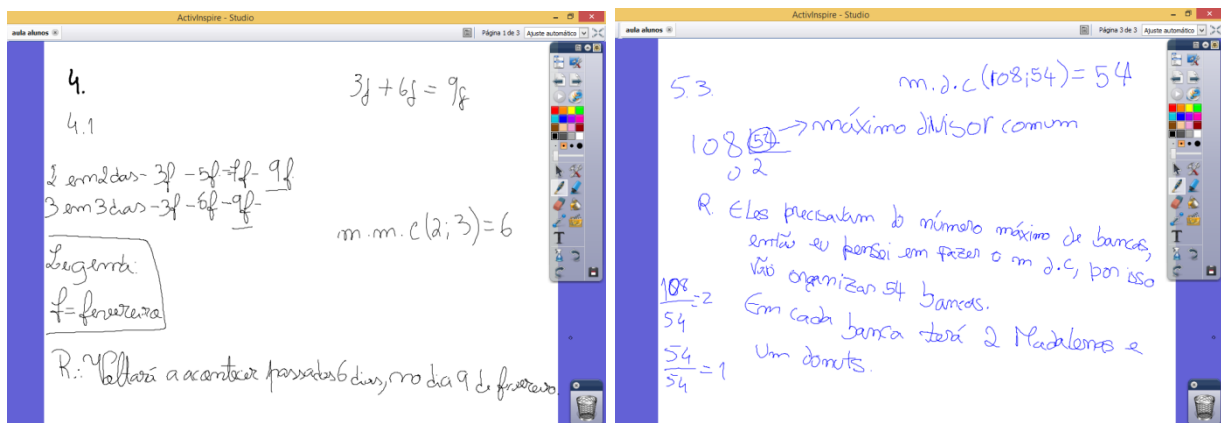 ActivInspire - Studio
aula alunos
Página 1 de 3
Ajuste automático
4.
3f + 6f = 9f
4.1
2 em 2 dias - 3f - 5f - 7f - 9f
3 em 3 dias - 3f - 6f - 9f -
m.m.c(2;3) = 6
Legenda:
f = fevereiro
R.: Voltará a acontecer passados 6 dias, no dia 9 de fevereiro.
ActivInspire - Studio
aula alunos
Página 3 de 3
Ajuste automático
5.3.
m.d.c(108;54) = 54
108 54 → máximo divisor comum
0 2
R. Eles precisavam do número máximo de bancas,
então eu pensei em fazer o m.d.c, por isso
vão organizar 54 bancas.
108/54 = 2
Em cada banca terá 2 Madalenas e
Um donuts.
54/54 = 1